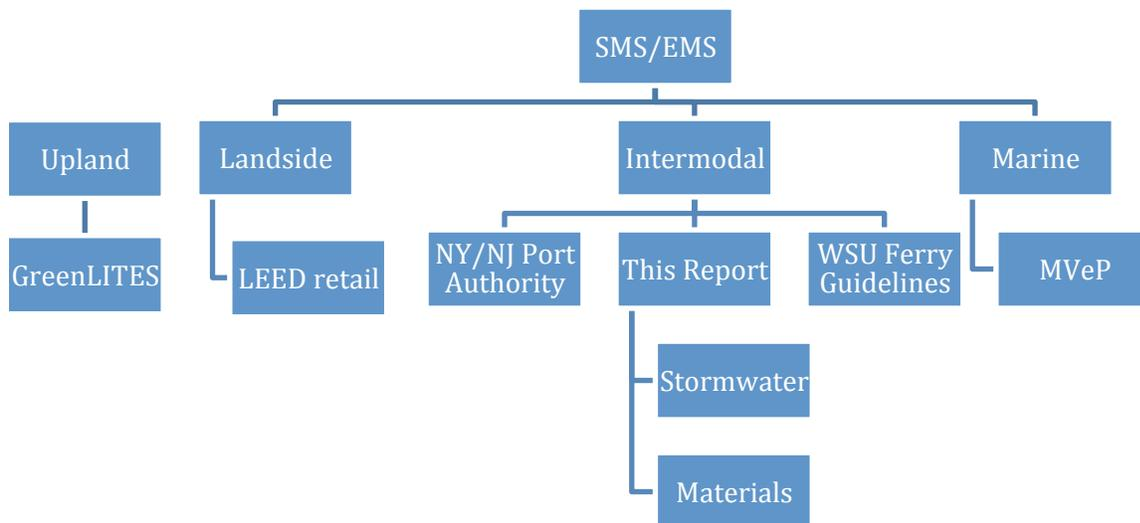 SMS/EMS
Upland
Landside
Intermodal
Marine
GreenLITES
LEED retail
NY/NJ Port
Authority
This Report
WSU Ferry
Guidelines
MVeP
Stormwater
Materials